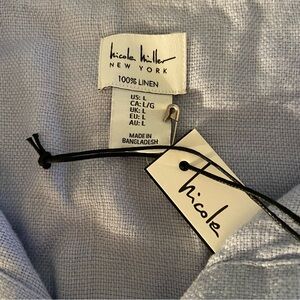 Nicole Miller
NEW YORK
100% LINEN
US: L
CA: L/G
UK: L
EU: L
AU: L
MADE IN
BANGLADESH
Nicole